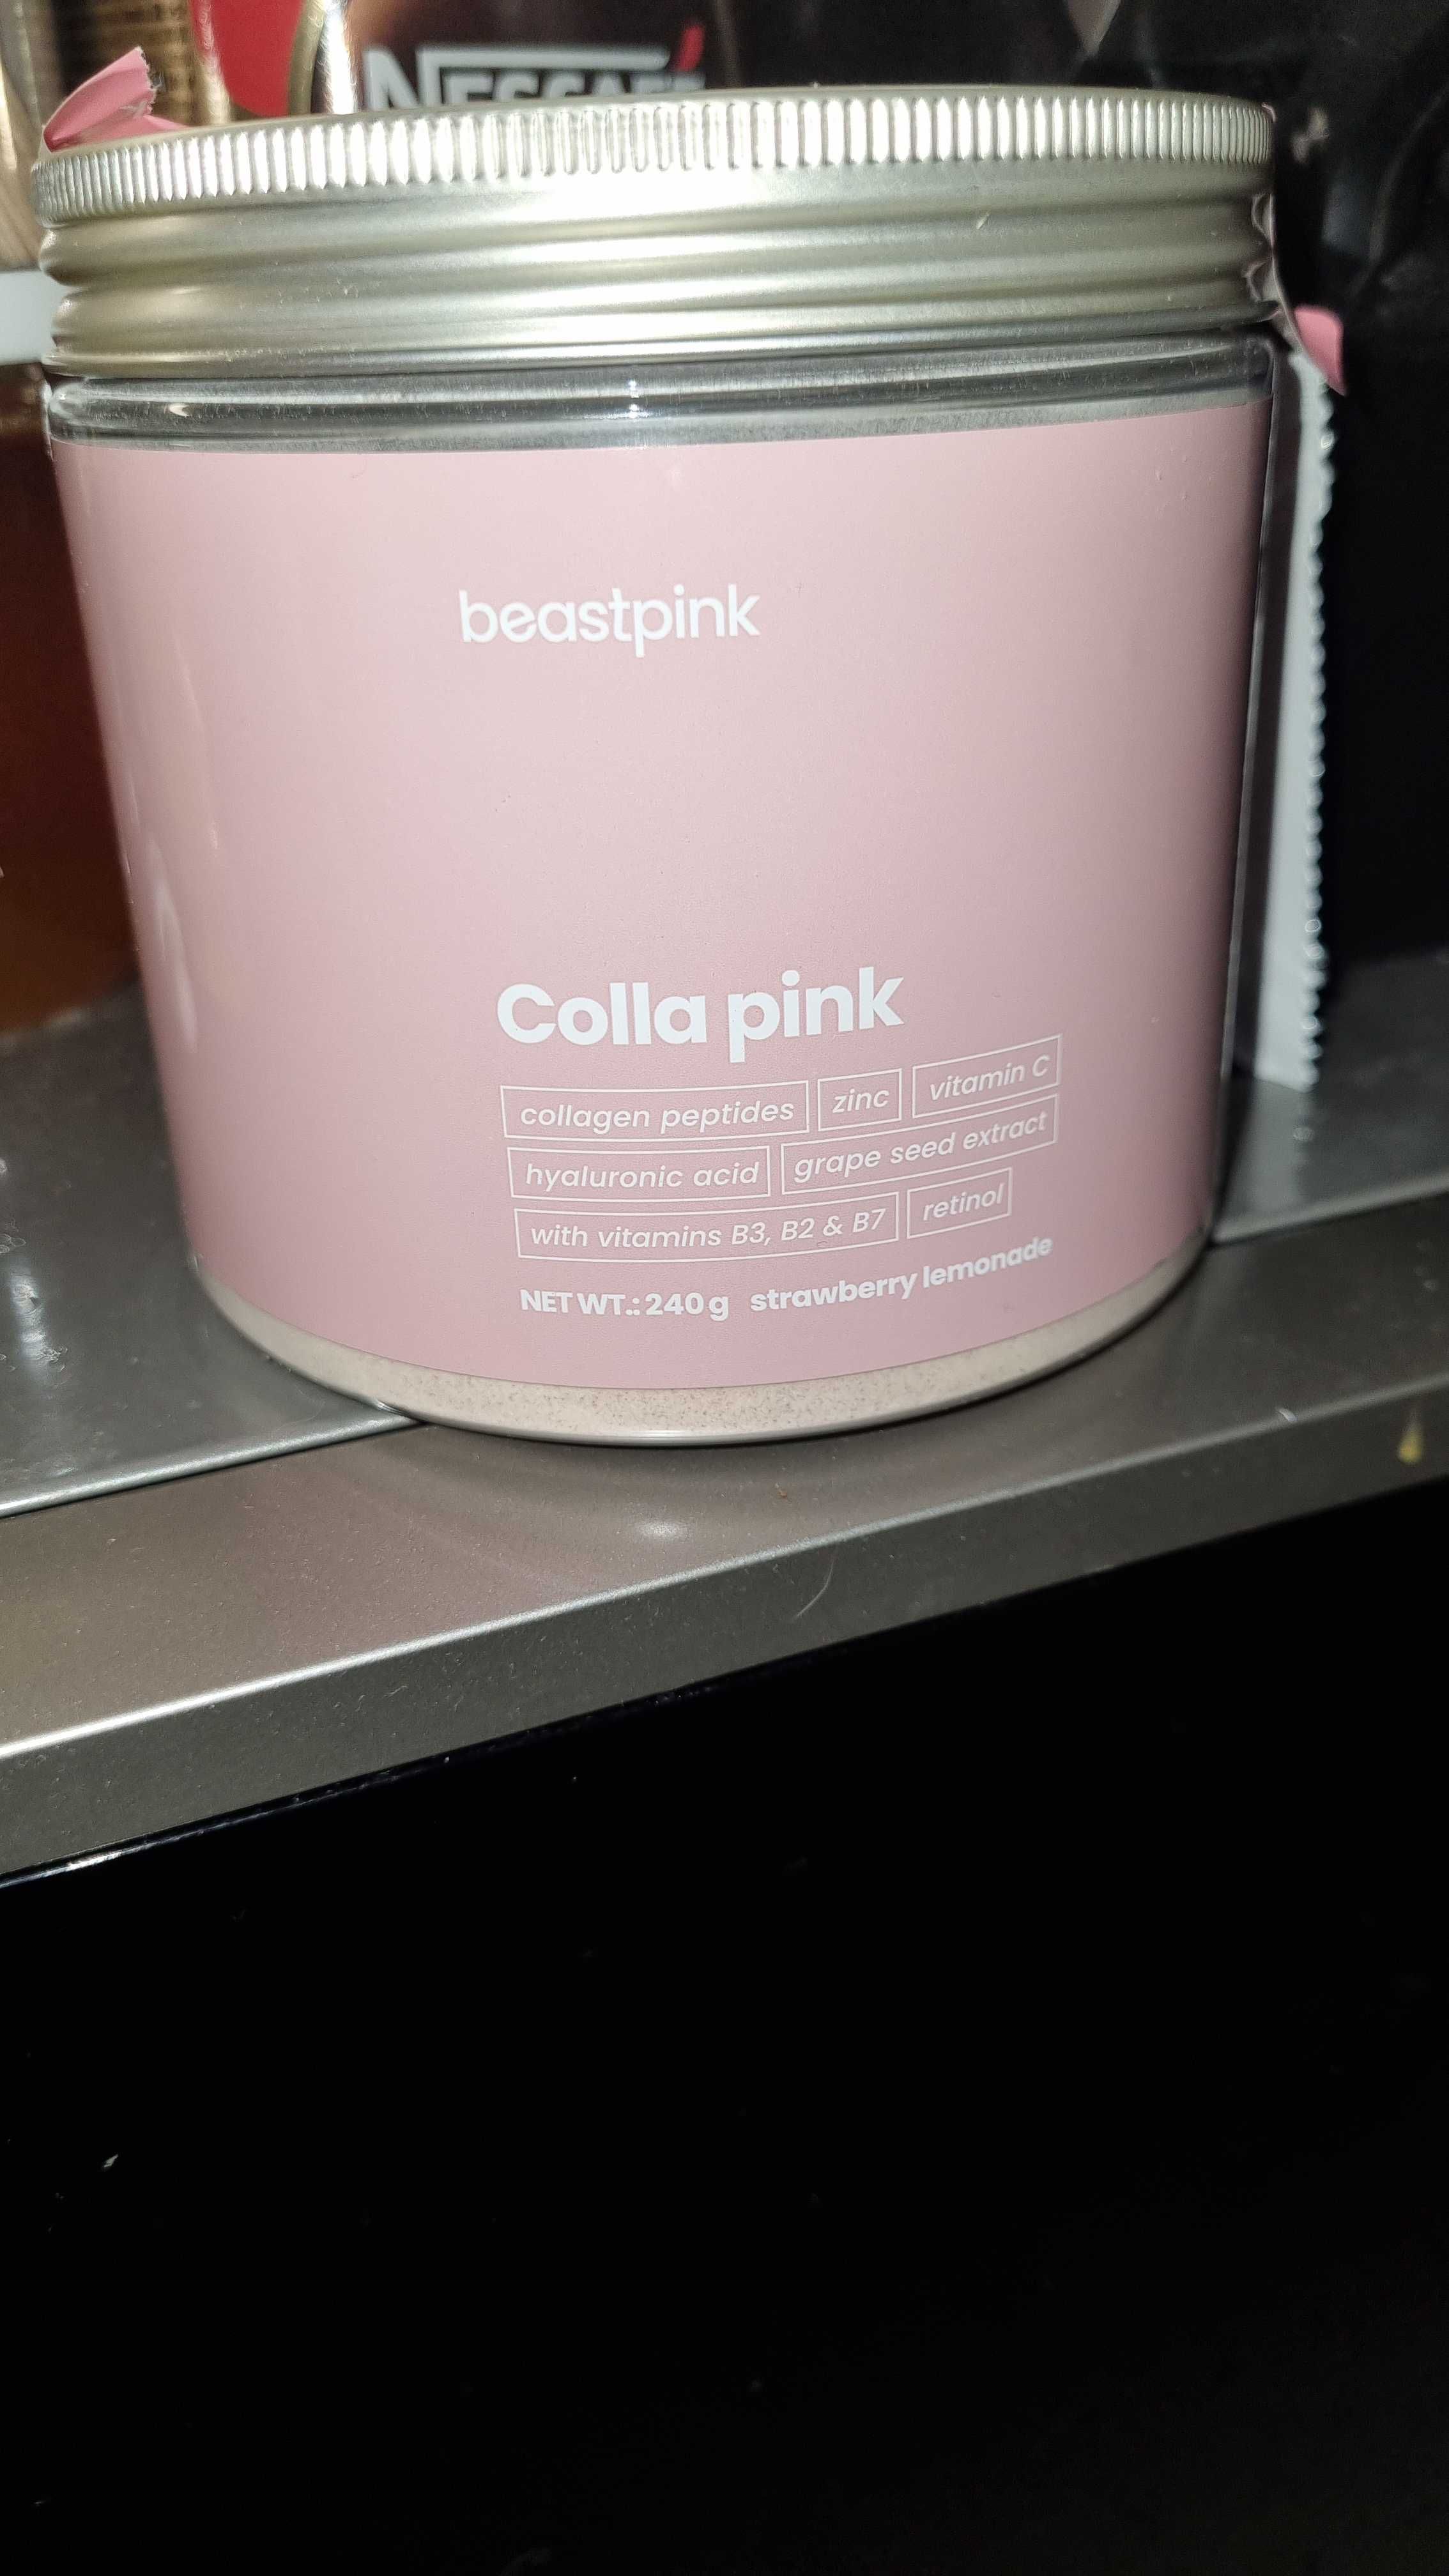 NESCAFÉ
beastpink
Colla pink
collagen peptides zinc vitamin C
hyaluronic acid grape seed extract
with vitamins B3, B2 & B7 retinol
NET WT.: 240 g strawberry lemonade